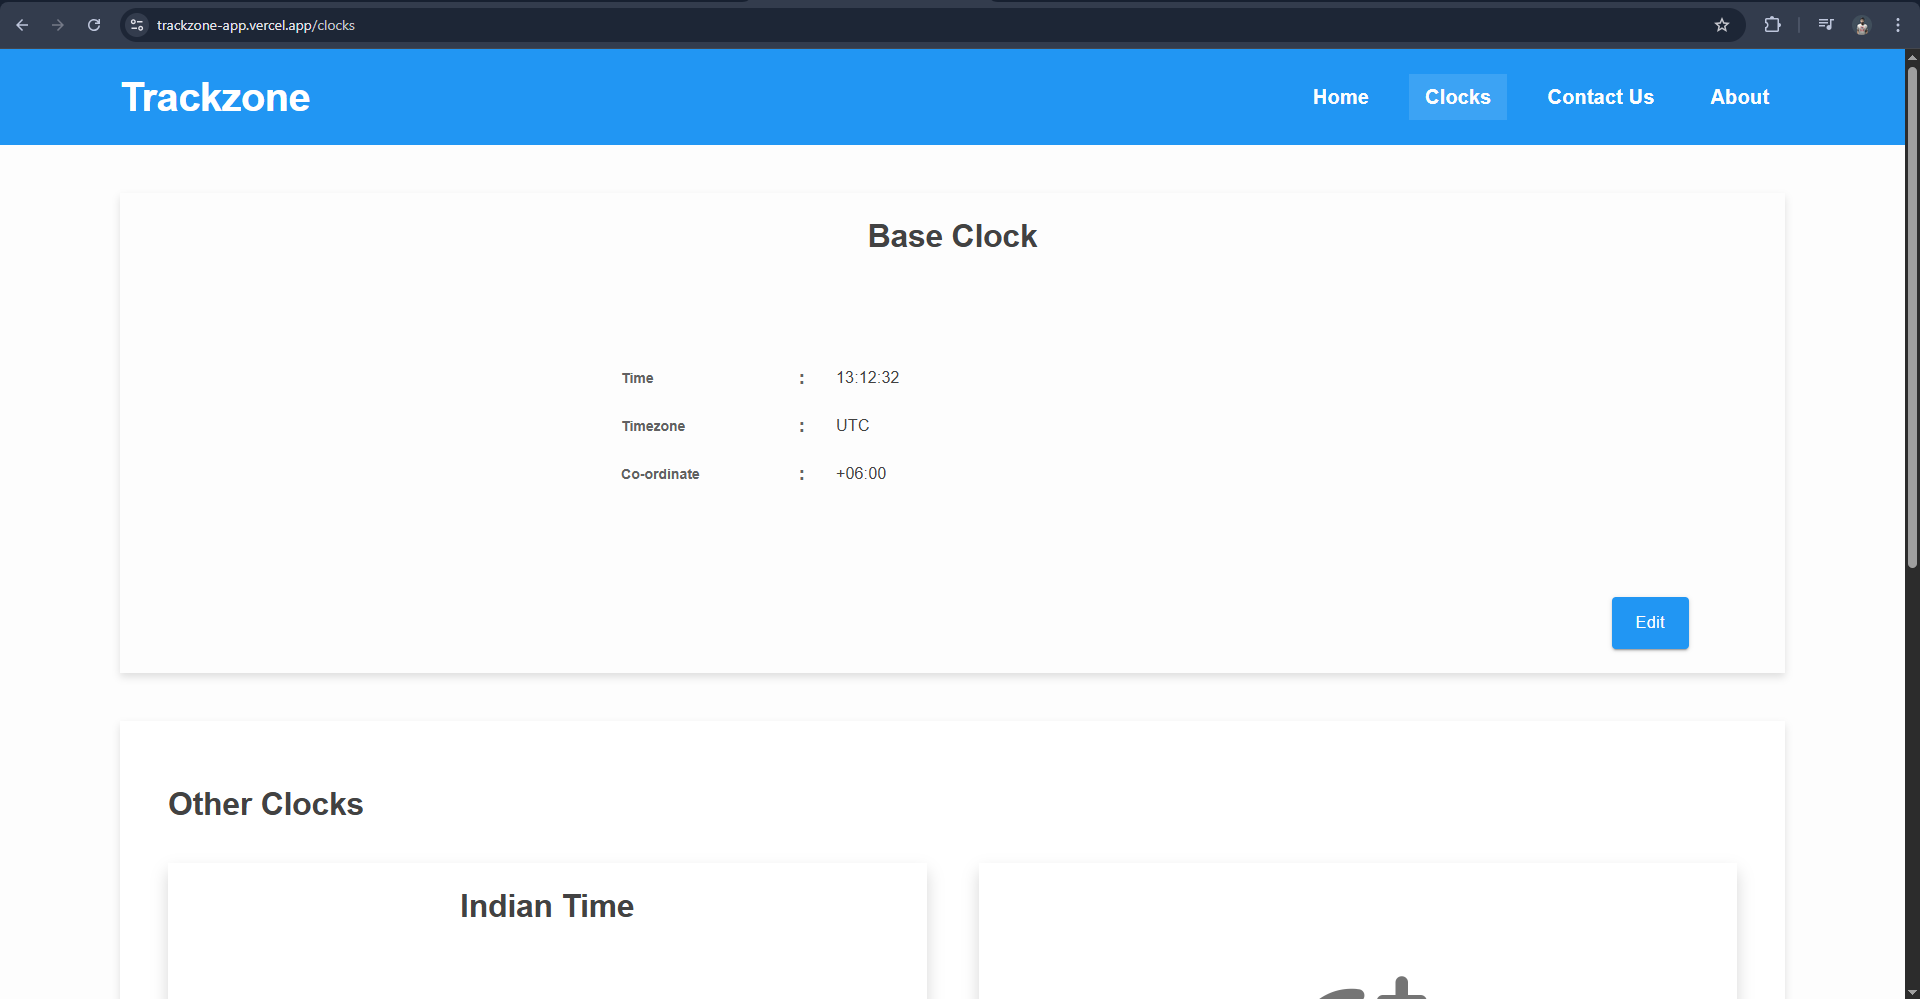 trackzone-app.vercel.app/clocks
Trackzone
Home Clocks Contact Us About
Base Clock
Time : 13:12:32
Timezone : UTC
Co-ordinate : +06:00
Edit
Other Clocks
Indian Time